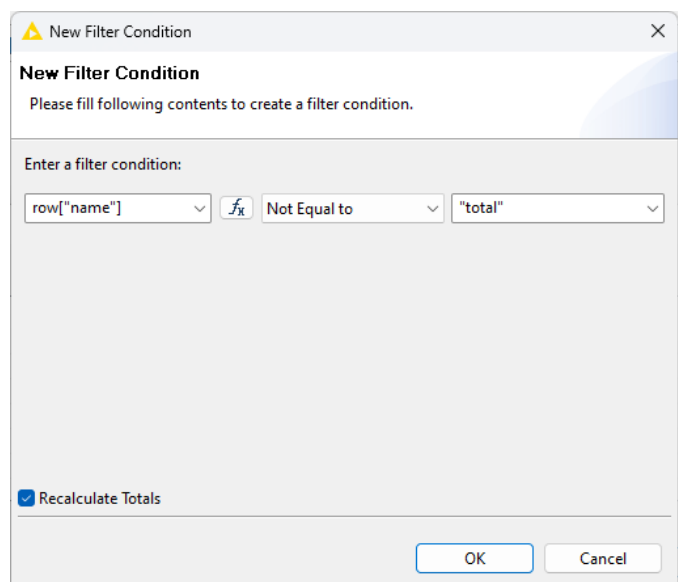 New Filter Condition
New Filter Condition
Please fill following contents to create a filter condition.
Enter a filter condition:
row["name"] fx Not Equal to "total"
Recalculate Totals
OK Cancel